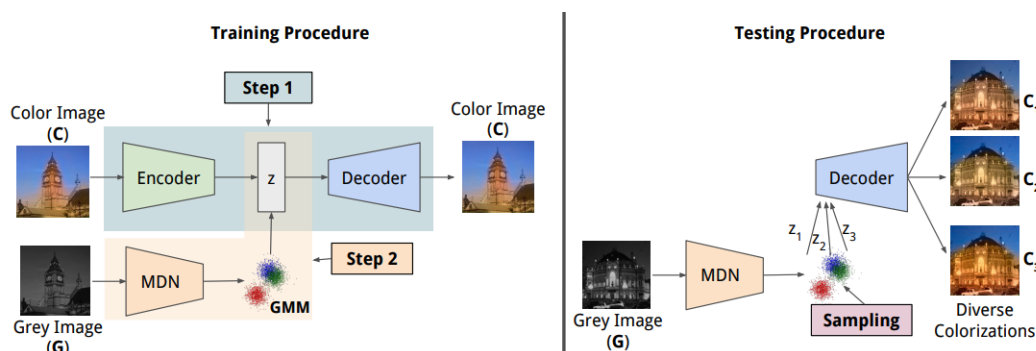 Training Procedure
Step 1
Color Image
(C)
Encoder
z
Decoder
Color Image
(C)
MDN
GMM
Step 2
Grey Image
(G)
Testing Procedure
Decoder
z1
z2
z3
MDN
Sampling
Grey Image
(G)
C
C
C
Diverse
Colorizations